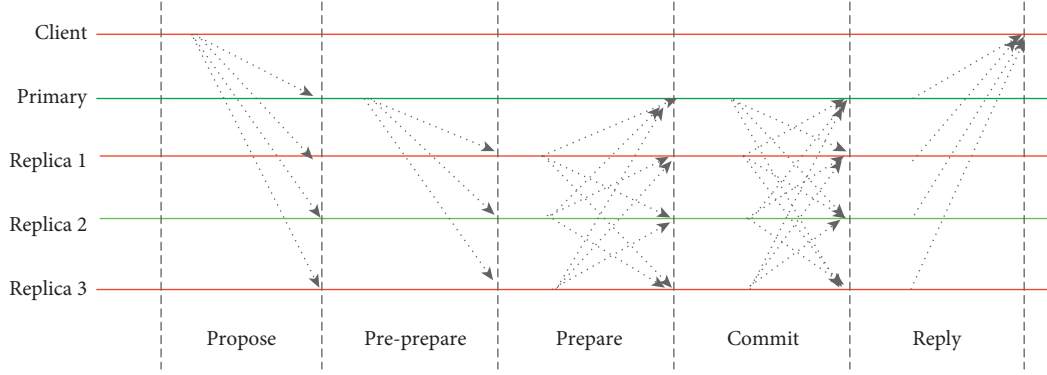 Client
Primary
Replica 1
Replica 2
Replica 3
Propose Pre-prepare Prepare Commit Reply